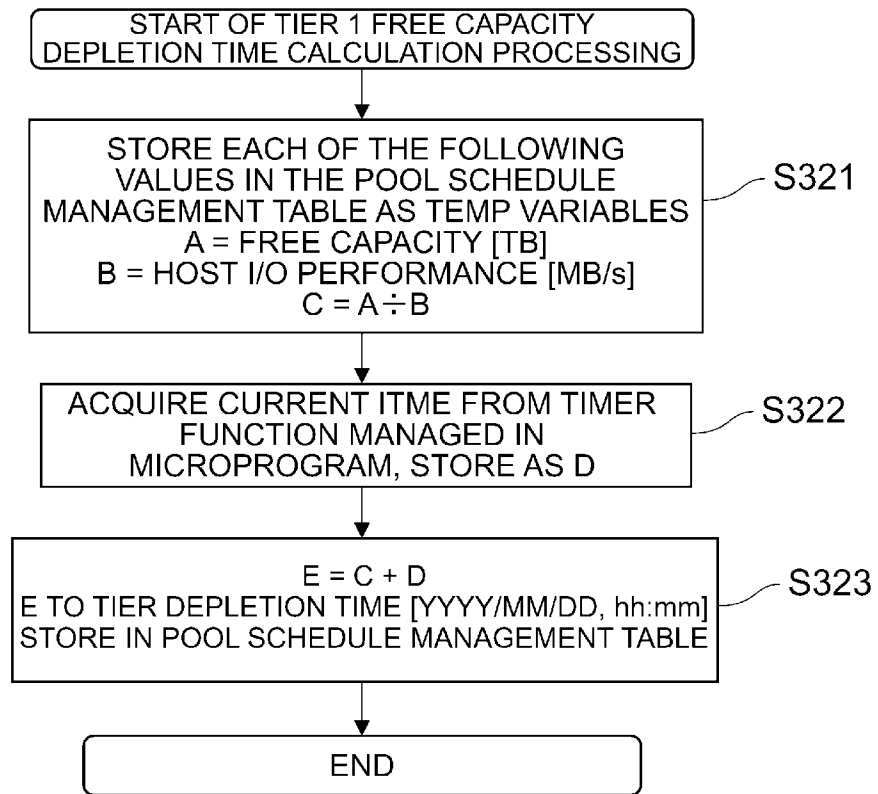 START OF TIER 1 FREE CAPACITY
DEPLETION TIME CALCULATION PROCESSING
STORE EACH OF THE FOLLOWING
VALUES IN THE POOL SCHEDULE
MANAGEMENT TABLE AS TEMP VARIABLES
A = FREE CAPACITY [TB]
B = HOST I/O PERFORMANCE [MB/s]
C = A ÷ B
S321
ACQUIRE CURRENT ITME FROM TIMER
FUNCTION MANAGED IN
MICROPROGRAM, STORE AS D
S322
E = C + D
E TO TIER DEPLETION TIME [YYYY/MM/DD, hh:mm]
STORE IN POOL SCHEDULE MANAGEMENT TABLE
S323
END